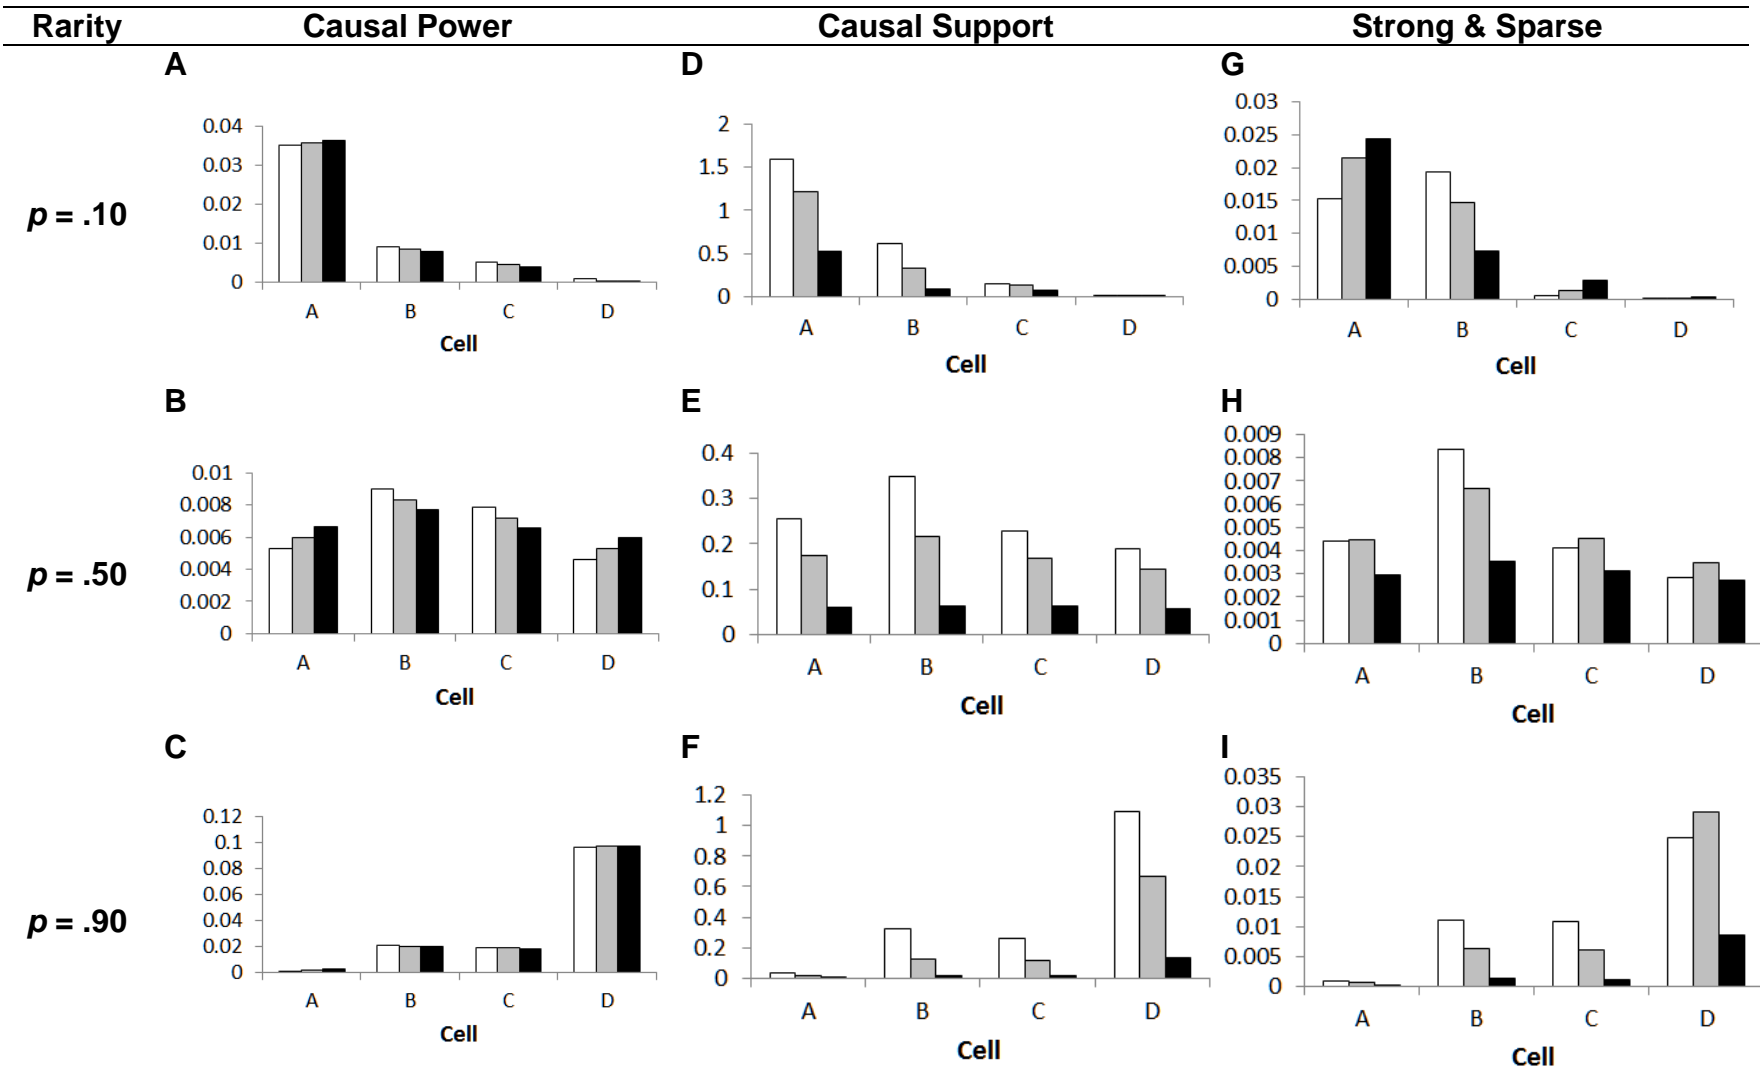 Rarity Causal Power Causal Support Strong & Sparse
p = .10
A
0.04
0.03
0.02
0.01
0
A B C D
Cell
D
2
1.5
1
0.5
0
A B C D
Cell
G
0.03
0.025
0.02
0.015
0.01
0.005
0
A B C D
Cell
p = .50
B
0.01
0.008
0.006
0.004
0.002
0
A B C D
Cell
E
0.4
0.3
0.2
0.1
0
A B C D
Cell
H
0.009
0.008
0.007
0.006
0.005
0.004
0.003
0.002
0.001
0
A B C D
Cell
p = .90
C
0.12
0.1
0.08
0.06
0.04
0.02
0
A B C D
Cell
F
1.2
1
0.8
0.6
0.4
0.2
0
A B C D
Cell
I
0.035
0.03
0.025
0.02
0.015
0.01
0.005
0
A B C D
Cell